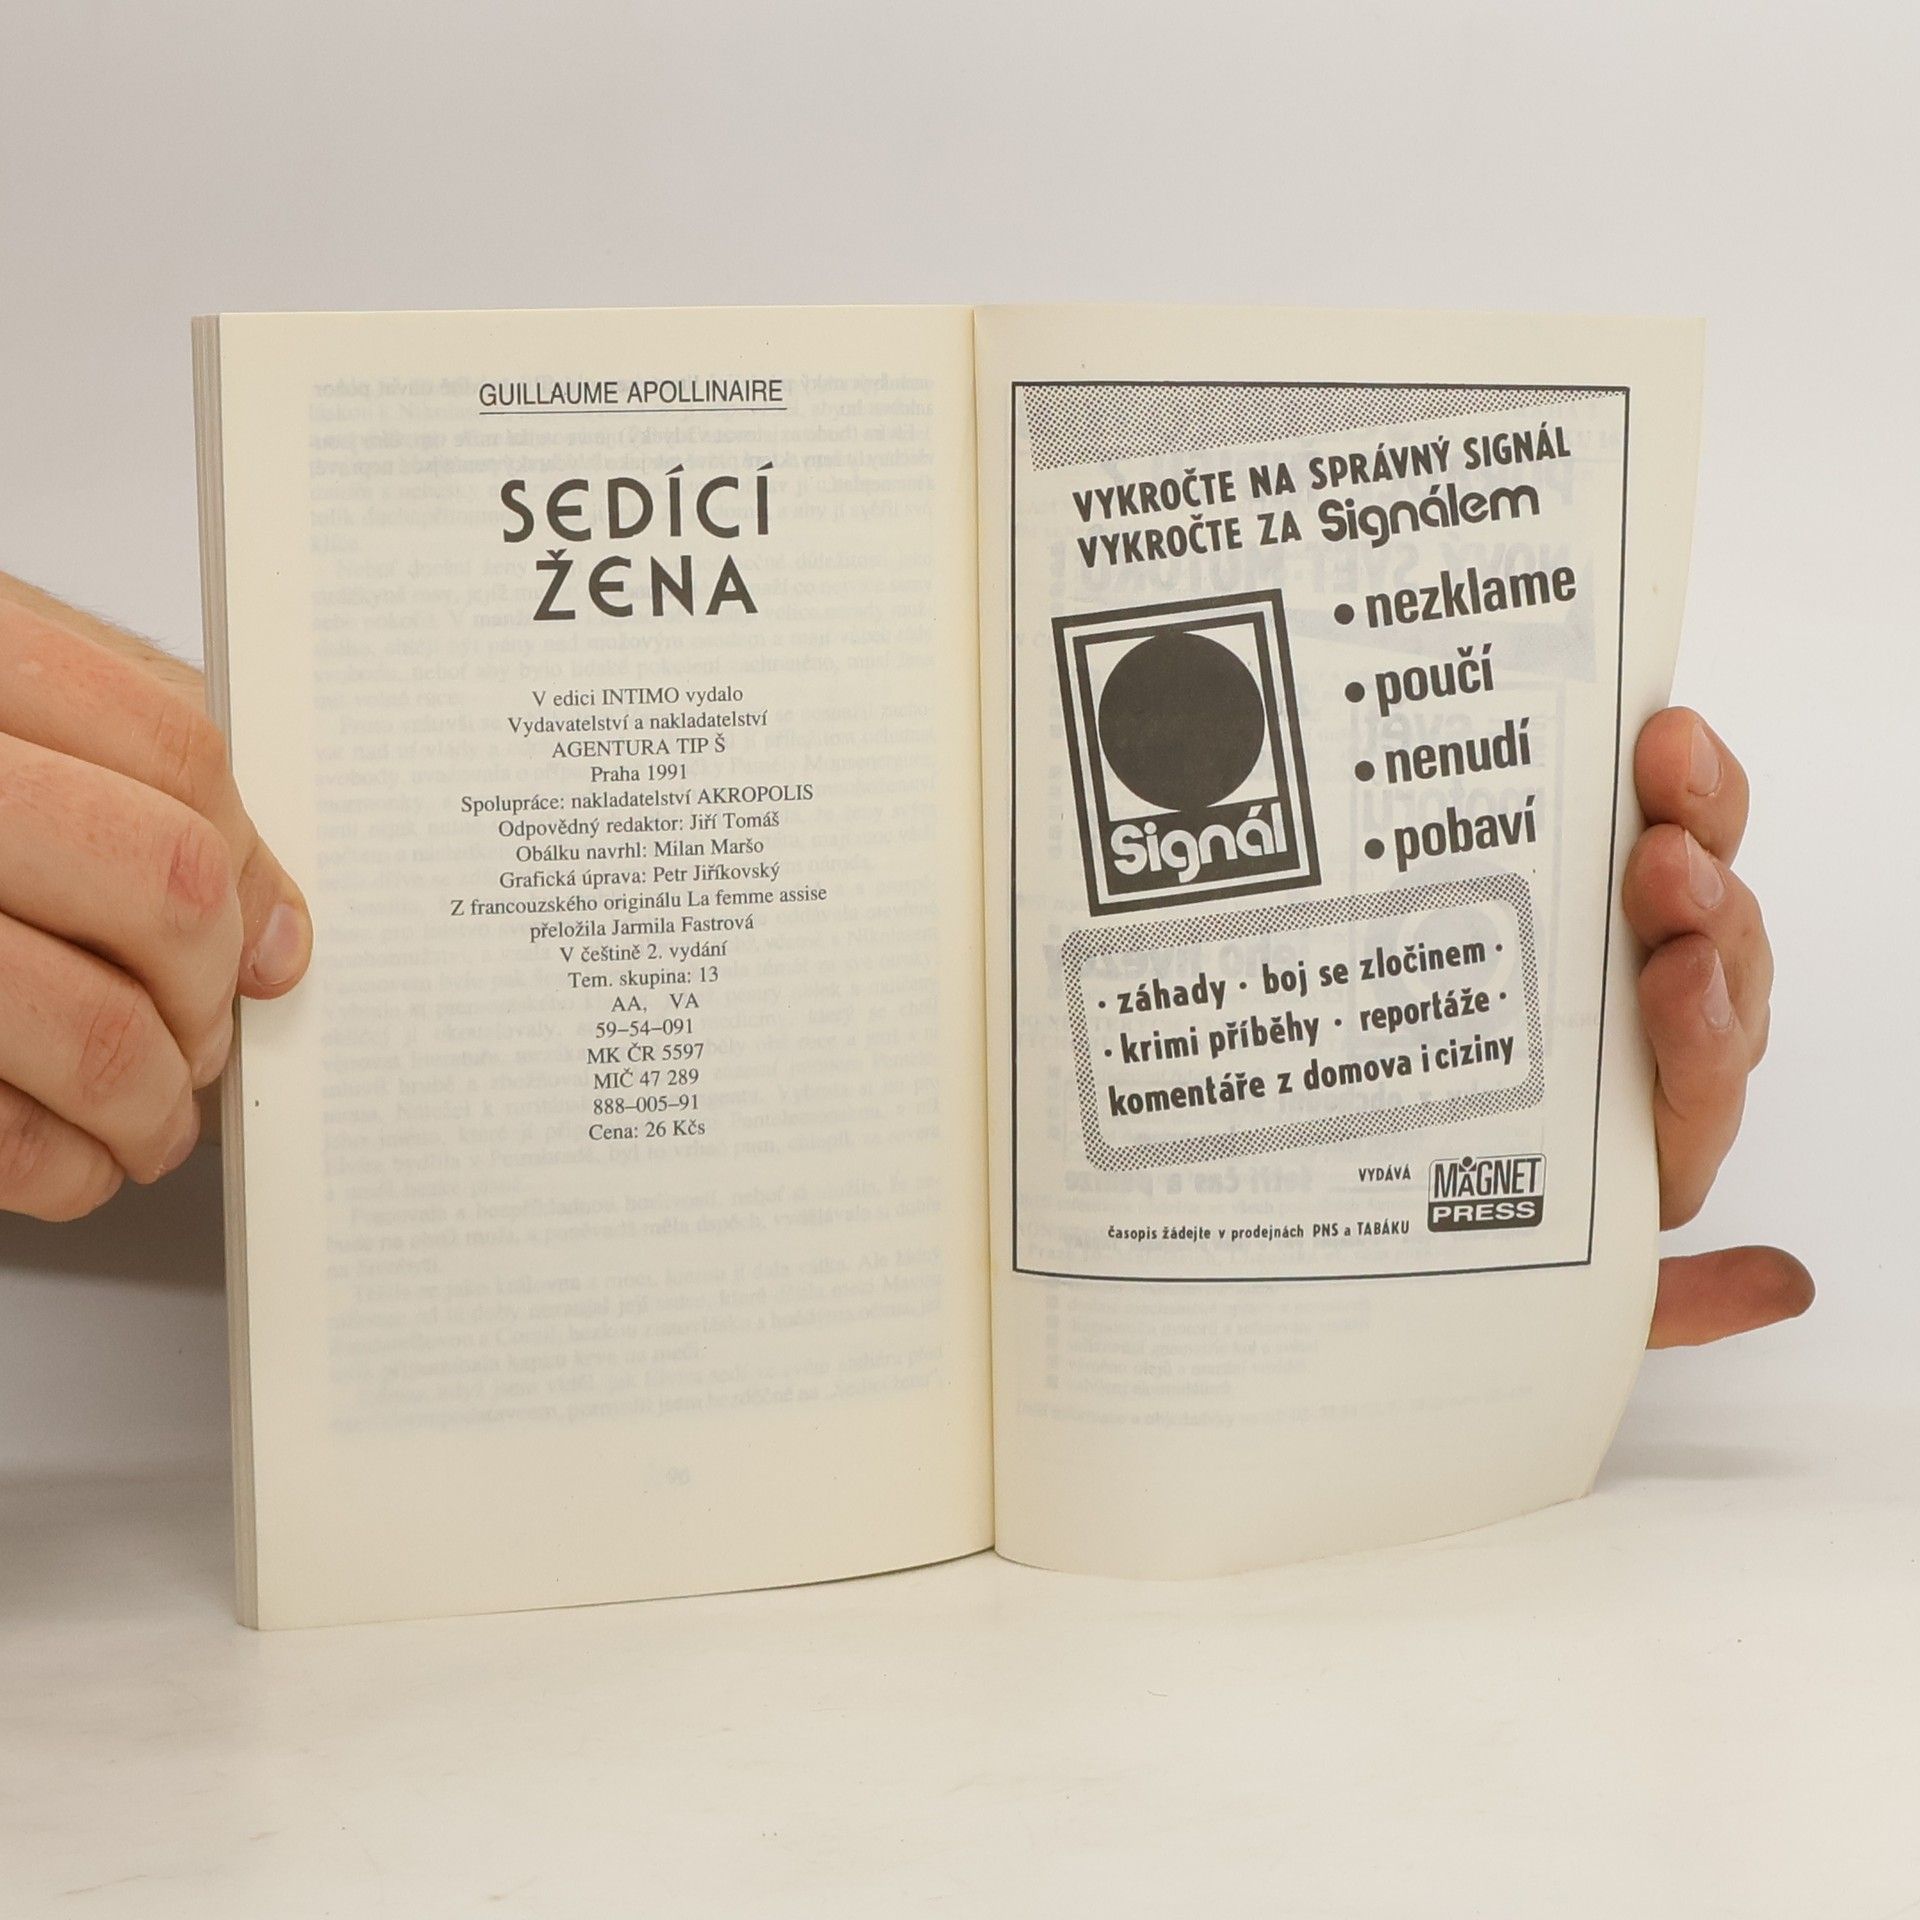 GUILLAUME APOLLINAIRE
SEDÍCÍ
ŽENA
V edici INTIMO vydalo
Vydavatelství a nakladatelství
AGENTURA TIP Š
Praha 1991
Spolupráce: nakladatelství AKROPOLIS
Odpovědný redaktor: Jiří Tomáš
Obálku navrhl: Milan Maršo
Grafická úprava: Petr Jiříkovský
Z francouzského originálu La femme assise
přeložila Jarmila Fastrová
V češtině 2. vydání
Tem. skupina: 13
AA, VA
59–54–091
MK ČR 5597
MIČ 47 289
888–005–91
Cena: 26 Kčs
VYKROČTE NA SPRÁVNÝ SIGNÁL
VYKROČTE ZA Signálem
• nezklame
• poučí
• nenudí
• pobaví
Signál
· záhady · boj se zločinem ·
· krimi příběhy · reportáže ·
komentáře z domova i ciziny
VYDÁVÁ
MAGNET
PRESS
časopis žádejte v prodejnách PNS a TABÁKU